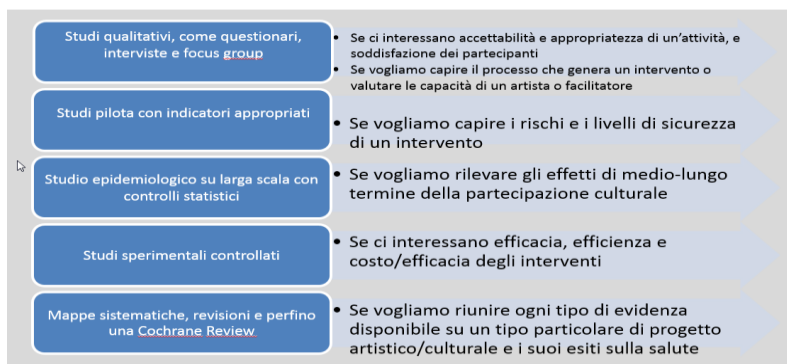 Studi qualitativi, come questionari,
interviste e focus group
• Se ci interessano accettabilità e appropriatezza di un'attività, e
soddisfazione dei partecipanti
• Se vogliamo capire il processo che genera un intervento o
valutare le capacità di un artista o facilitatore
Studi pilota con indicatori appropriati
• Se vogliamo capire i rischi e i livelli di sicurezza
di un intervento
Studio epidemiologico su larga scala con
controlli statistici
• Se vogliamo rilevare gli effetti di medio-lungo
termine della partecipazione culturale
Studi sperimentali controllati
• Se ci interessano efficacia, efficienza e
costo/efficacia degli interventi
Mappe sistematiche, revisioni e perfino
una Cochrane Review
• Se vogliamo riunire ogni tipo di evidenza
disponibile su un tipo particolare di progetto
artistico/culturale e i suoi esiti sulla salute